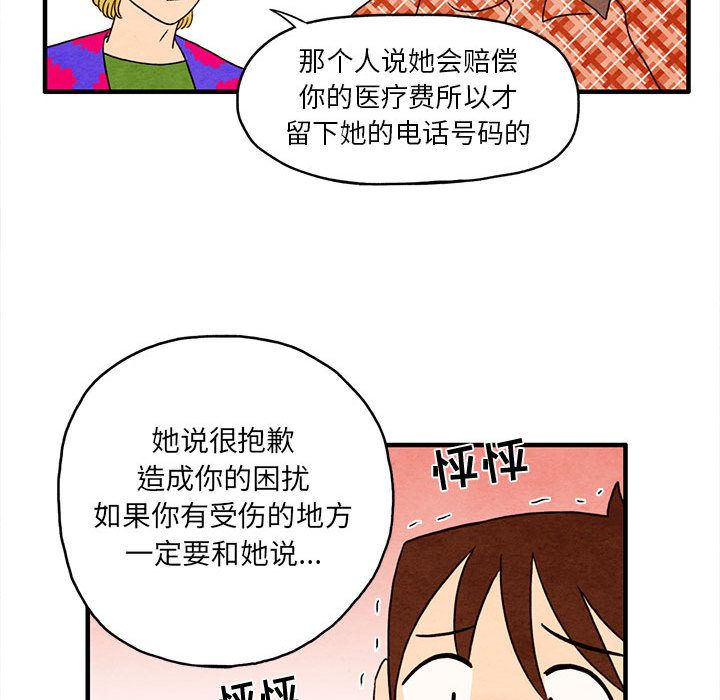 那个人说她会赔偿
你的医疗费所以才
留下她的电话号码的
她说很抱歉
造成你的困扰
如果你有受伤的地方
一定要和她说...
怦怦
怦怦